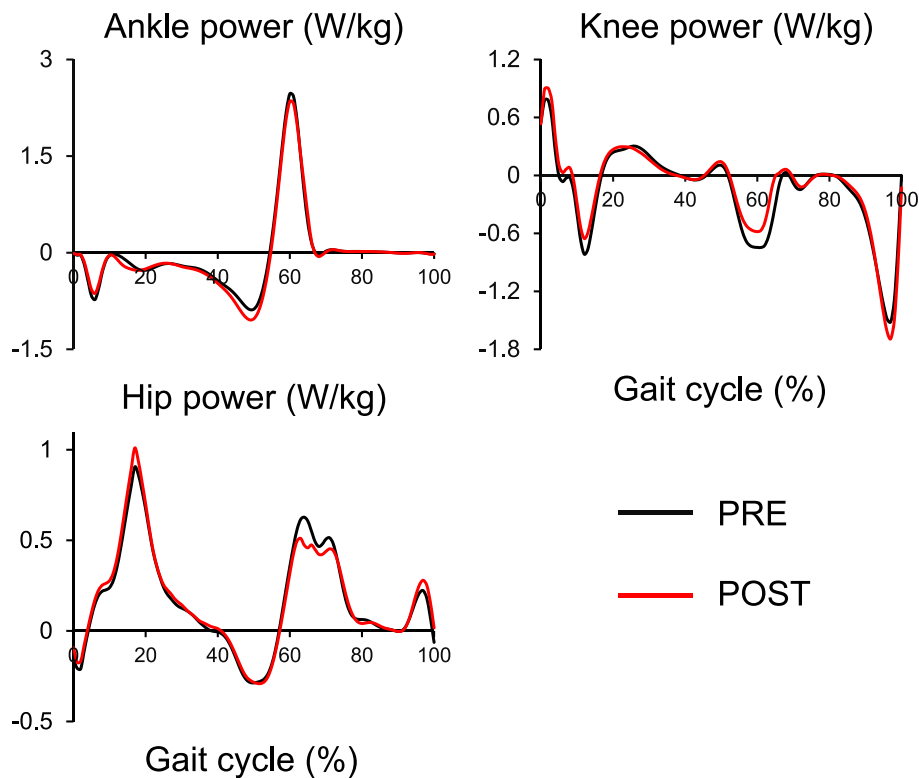 Ankle power (W/kg)
3
1.5
0
-1.5
0 20 40 60 80 100
Knee power (W/kg)
1.2
0.6
0
-0.6
-1.2
-1.8
0 20 40 60 80 100
Gait cycle (%)
Hip power (W/kg)
1
0.5
0
-0.5
0 20 40 60 80 100
Gait cycle (%)
PRE
POST